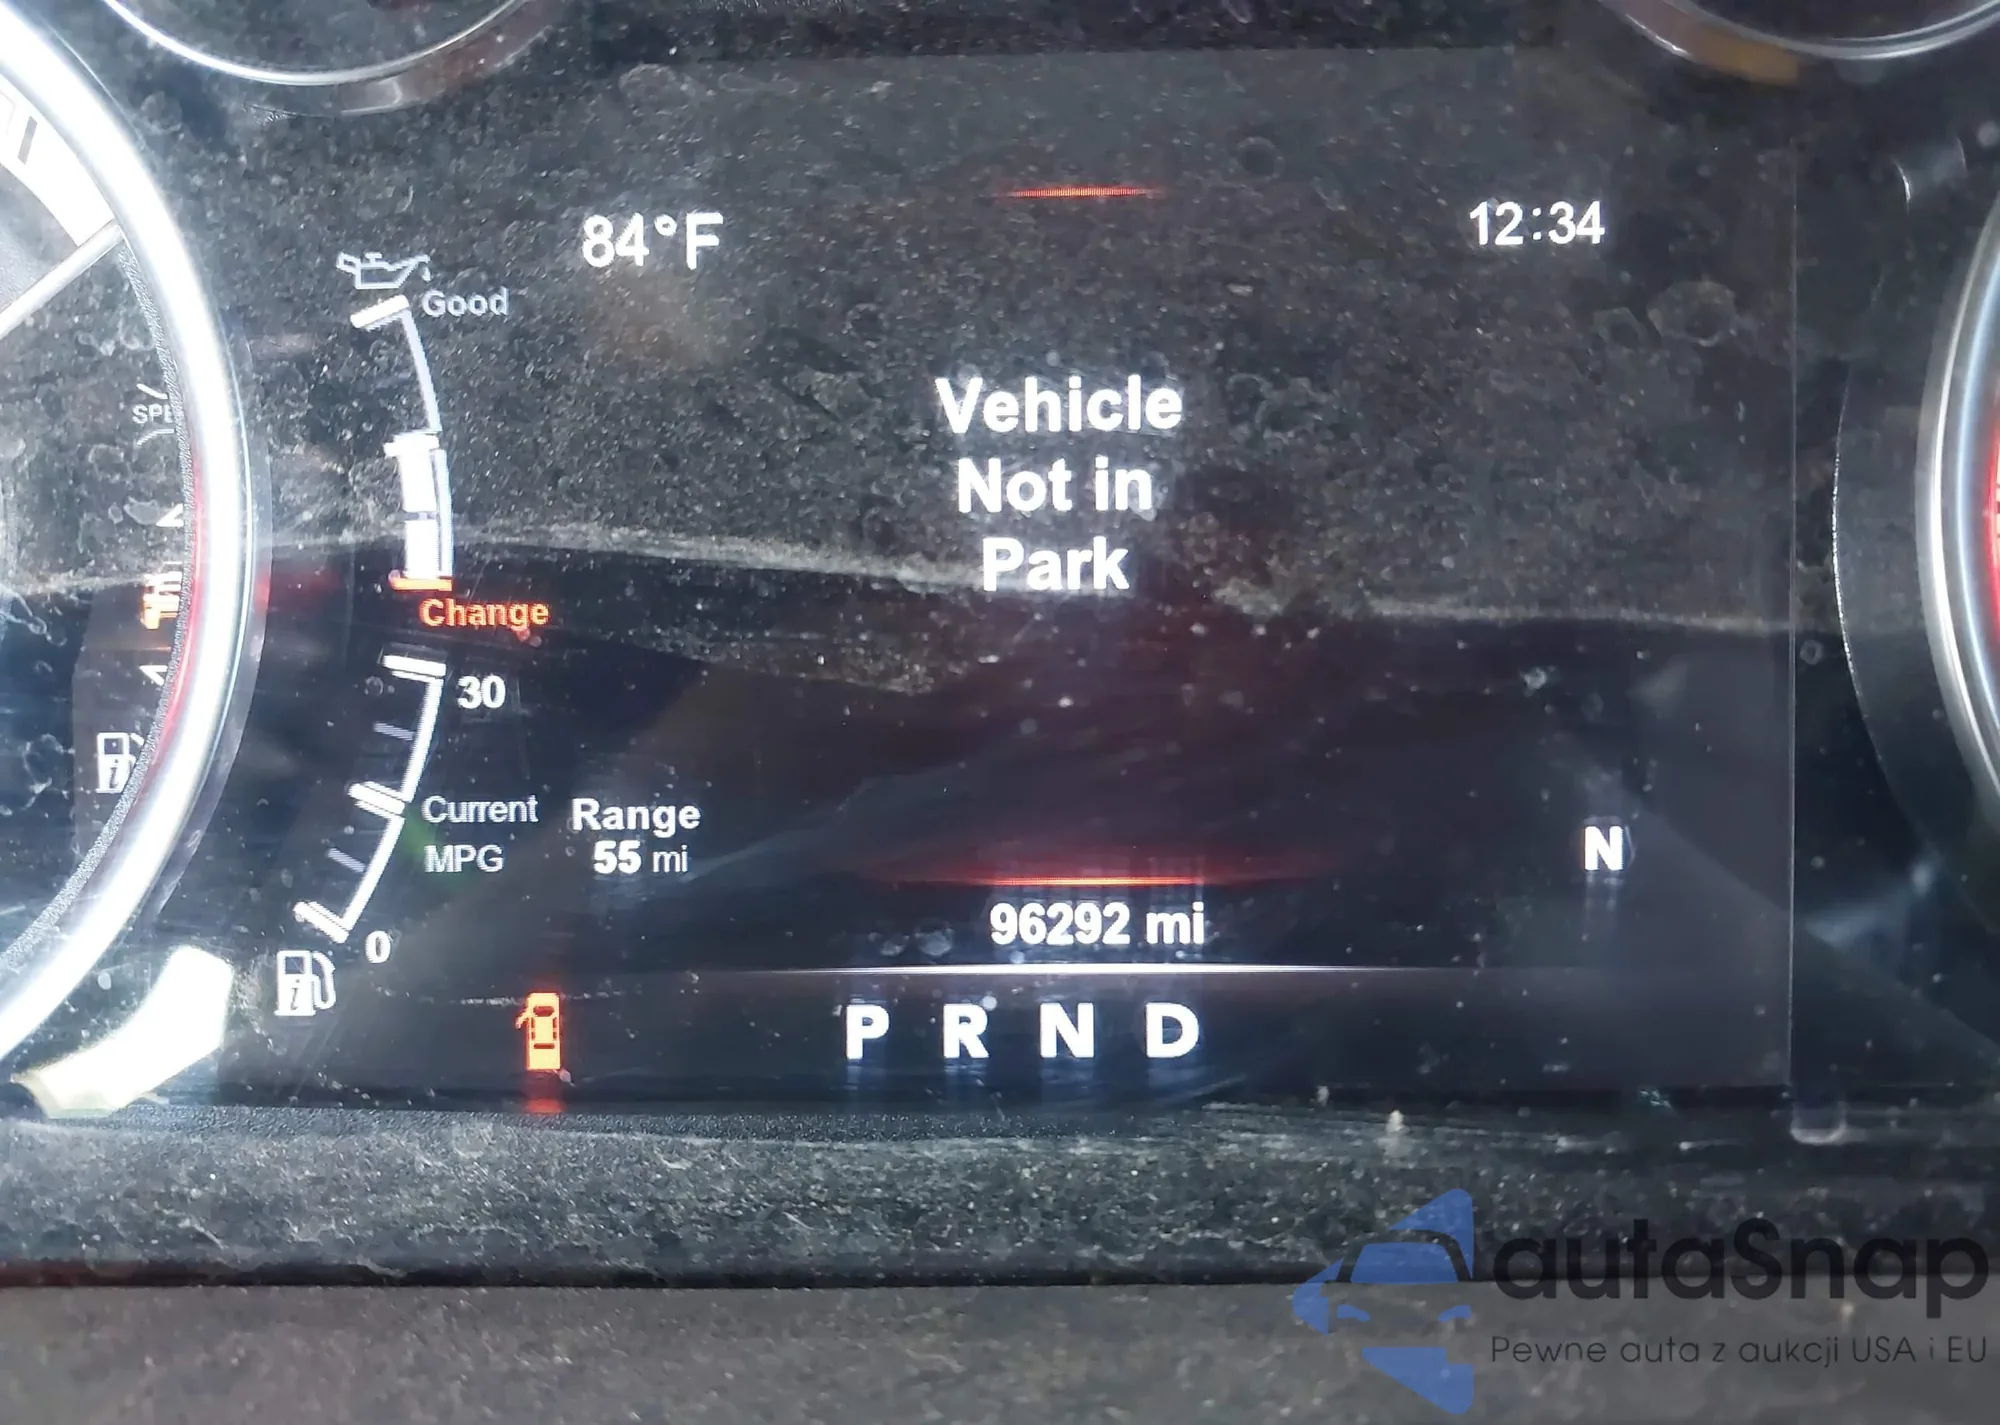 84°F
12:34
Good
Vehicle
Not in
Park
Change
30
Current
MPG
Range
55 mi
N
0
96292 mi
P R N D
autaSnap
Pewne auta z aukcji USA i EU